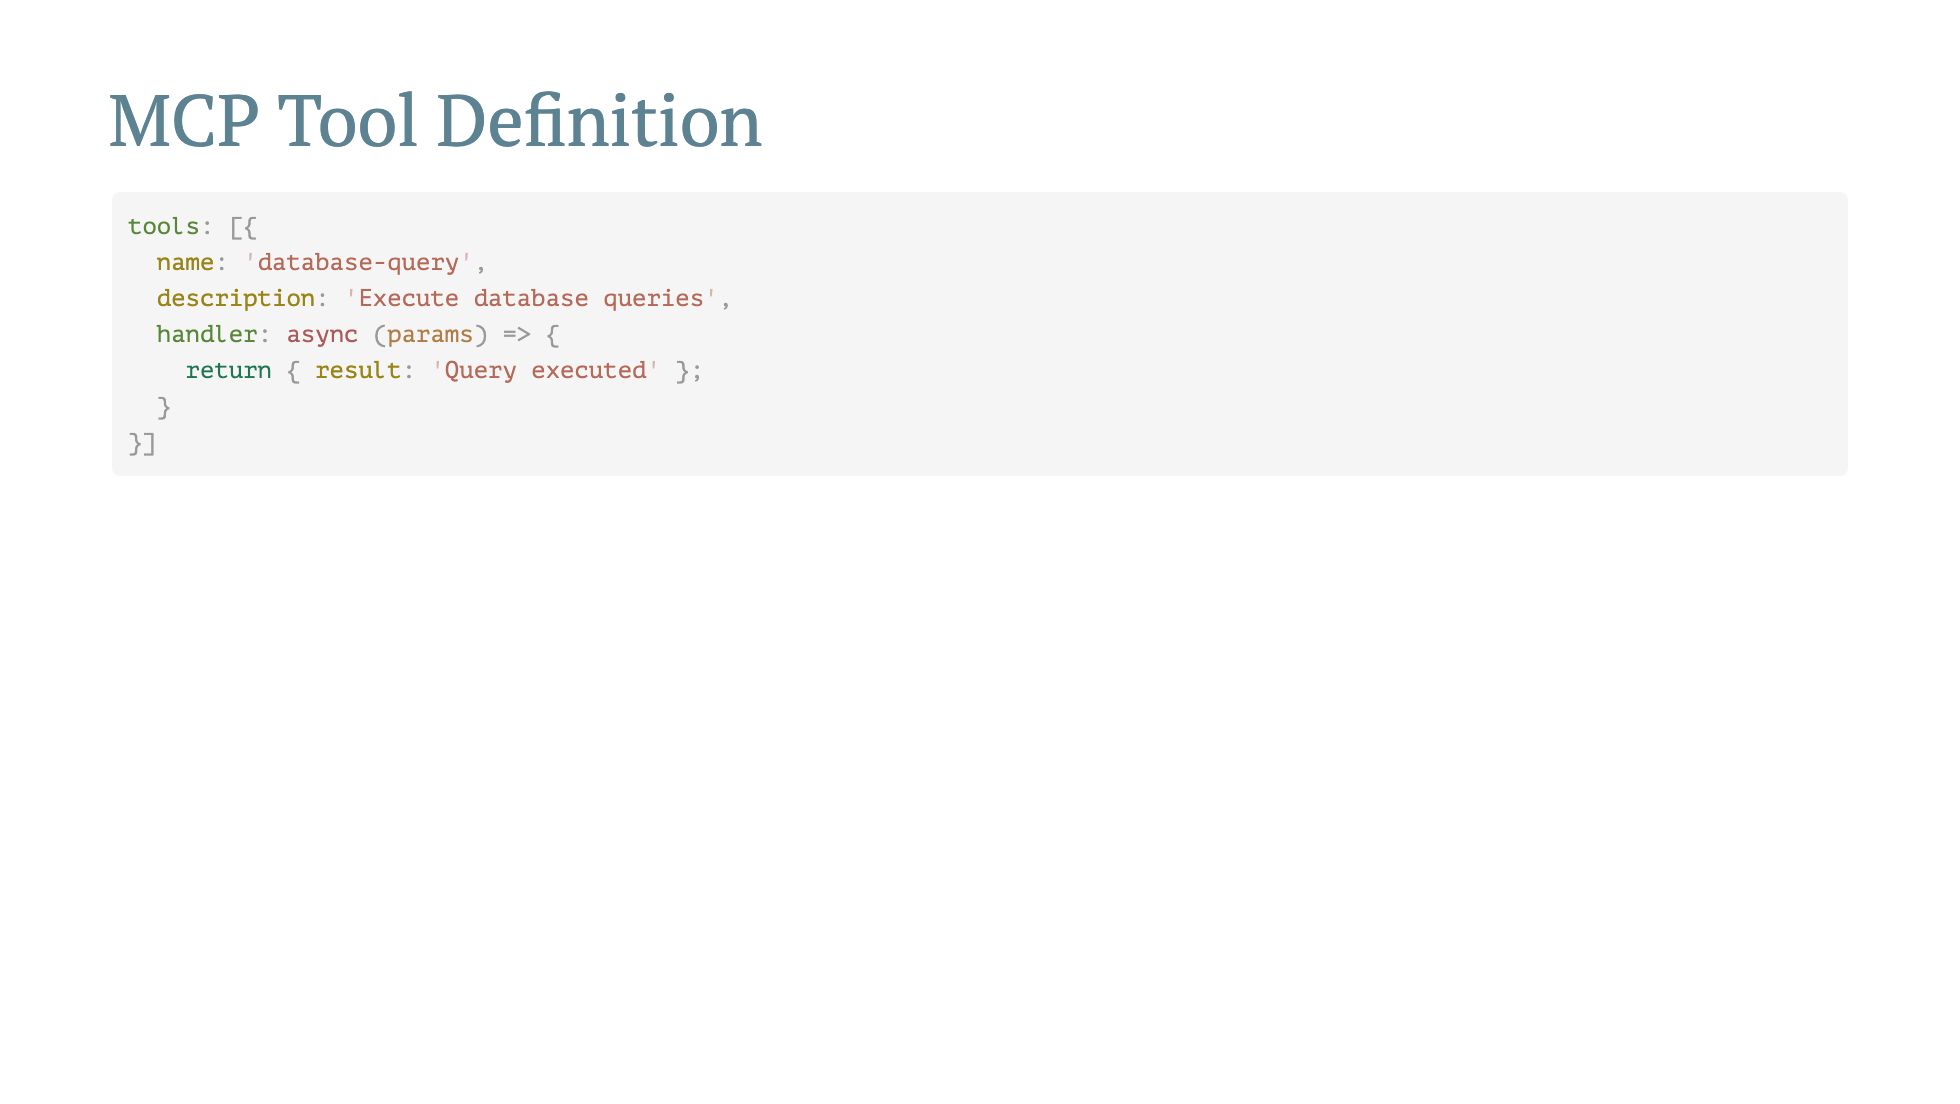 MCP Tool Definition
tools: [{
  name: 'database-query',
  description: 'Execute database queries',
  handler: async (params) => {
    return { result: 'Query executed' };
  }
}]